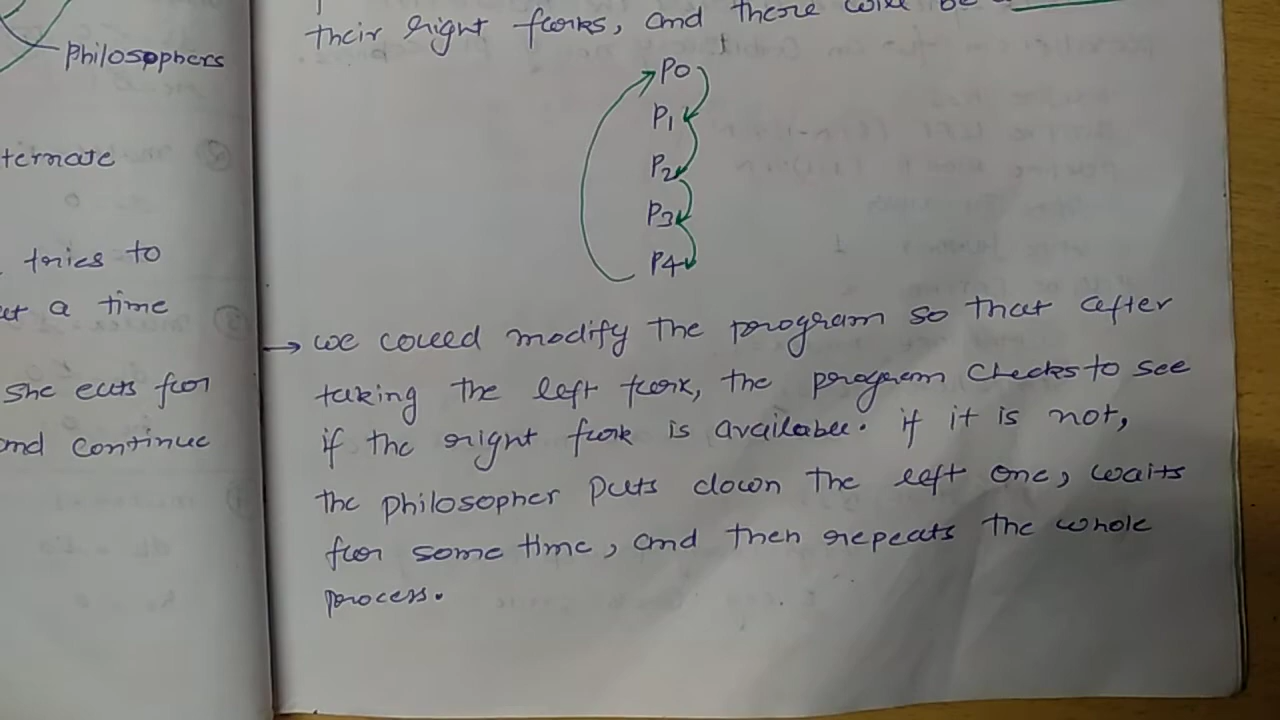 Philosophers
ternate
tries to
at a time
She eats for
and continue
their right forks, and there will be a
P0
P1
P2
P3
P4
→ we could modify the program so that after
taking the left fork, the program checks to see
if the right fork is available. if it is not,
the philosopher puts down the left one, waits
for some time, and then repeats the whole
process.